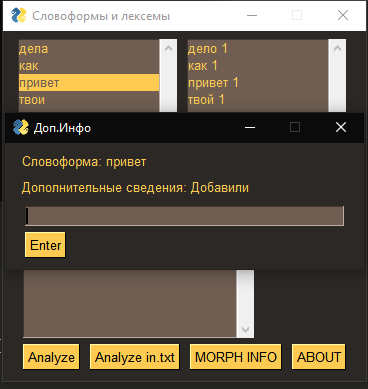 Словоформы и лексемы
дела
как
привет
твои
дело 1
как 1
привет 1
твой 1
Доп.Инфо
Словоформа: привет
Дополнительные сведения: Добавили
Enter
Analyze
Analyze in.txt
MORPH INFO
ABOUT